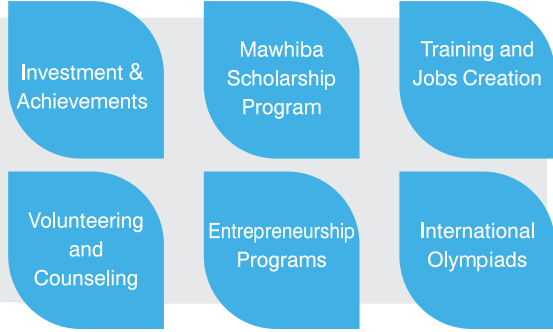 Investment &
Achievements
Mawhiba
Scholarship
Program
Training and
Jobs Creation
Volunteering
and
Counseling
Entrepreneurship
Programs
International
Olympiads